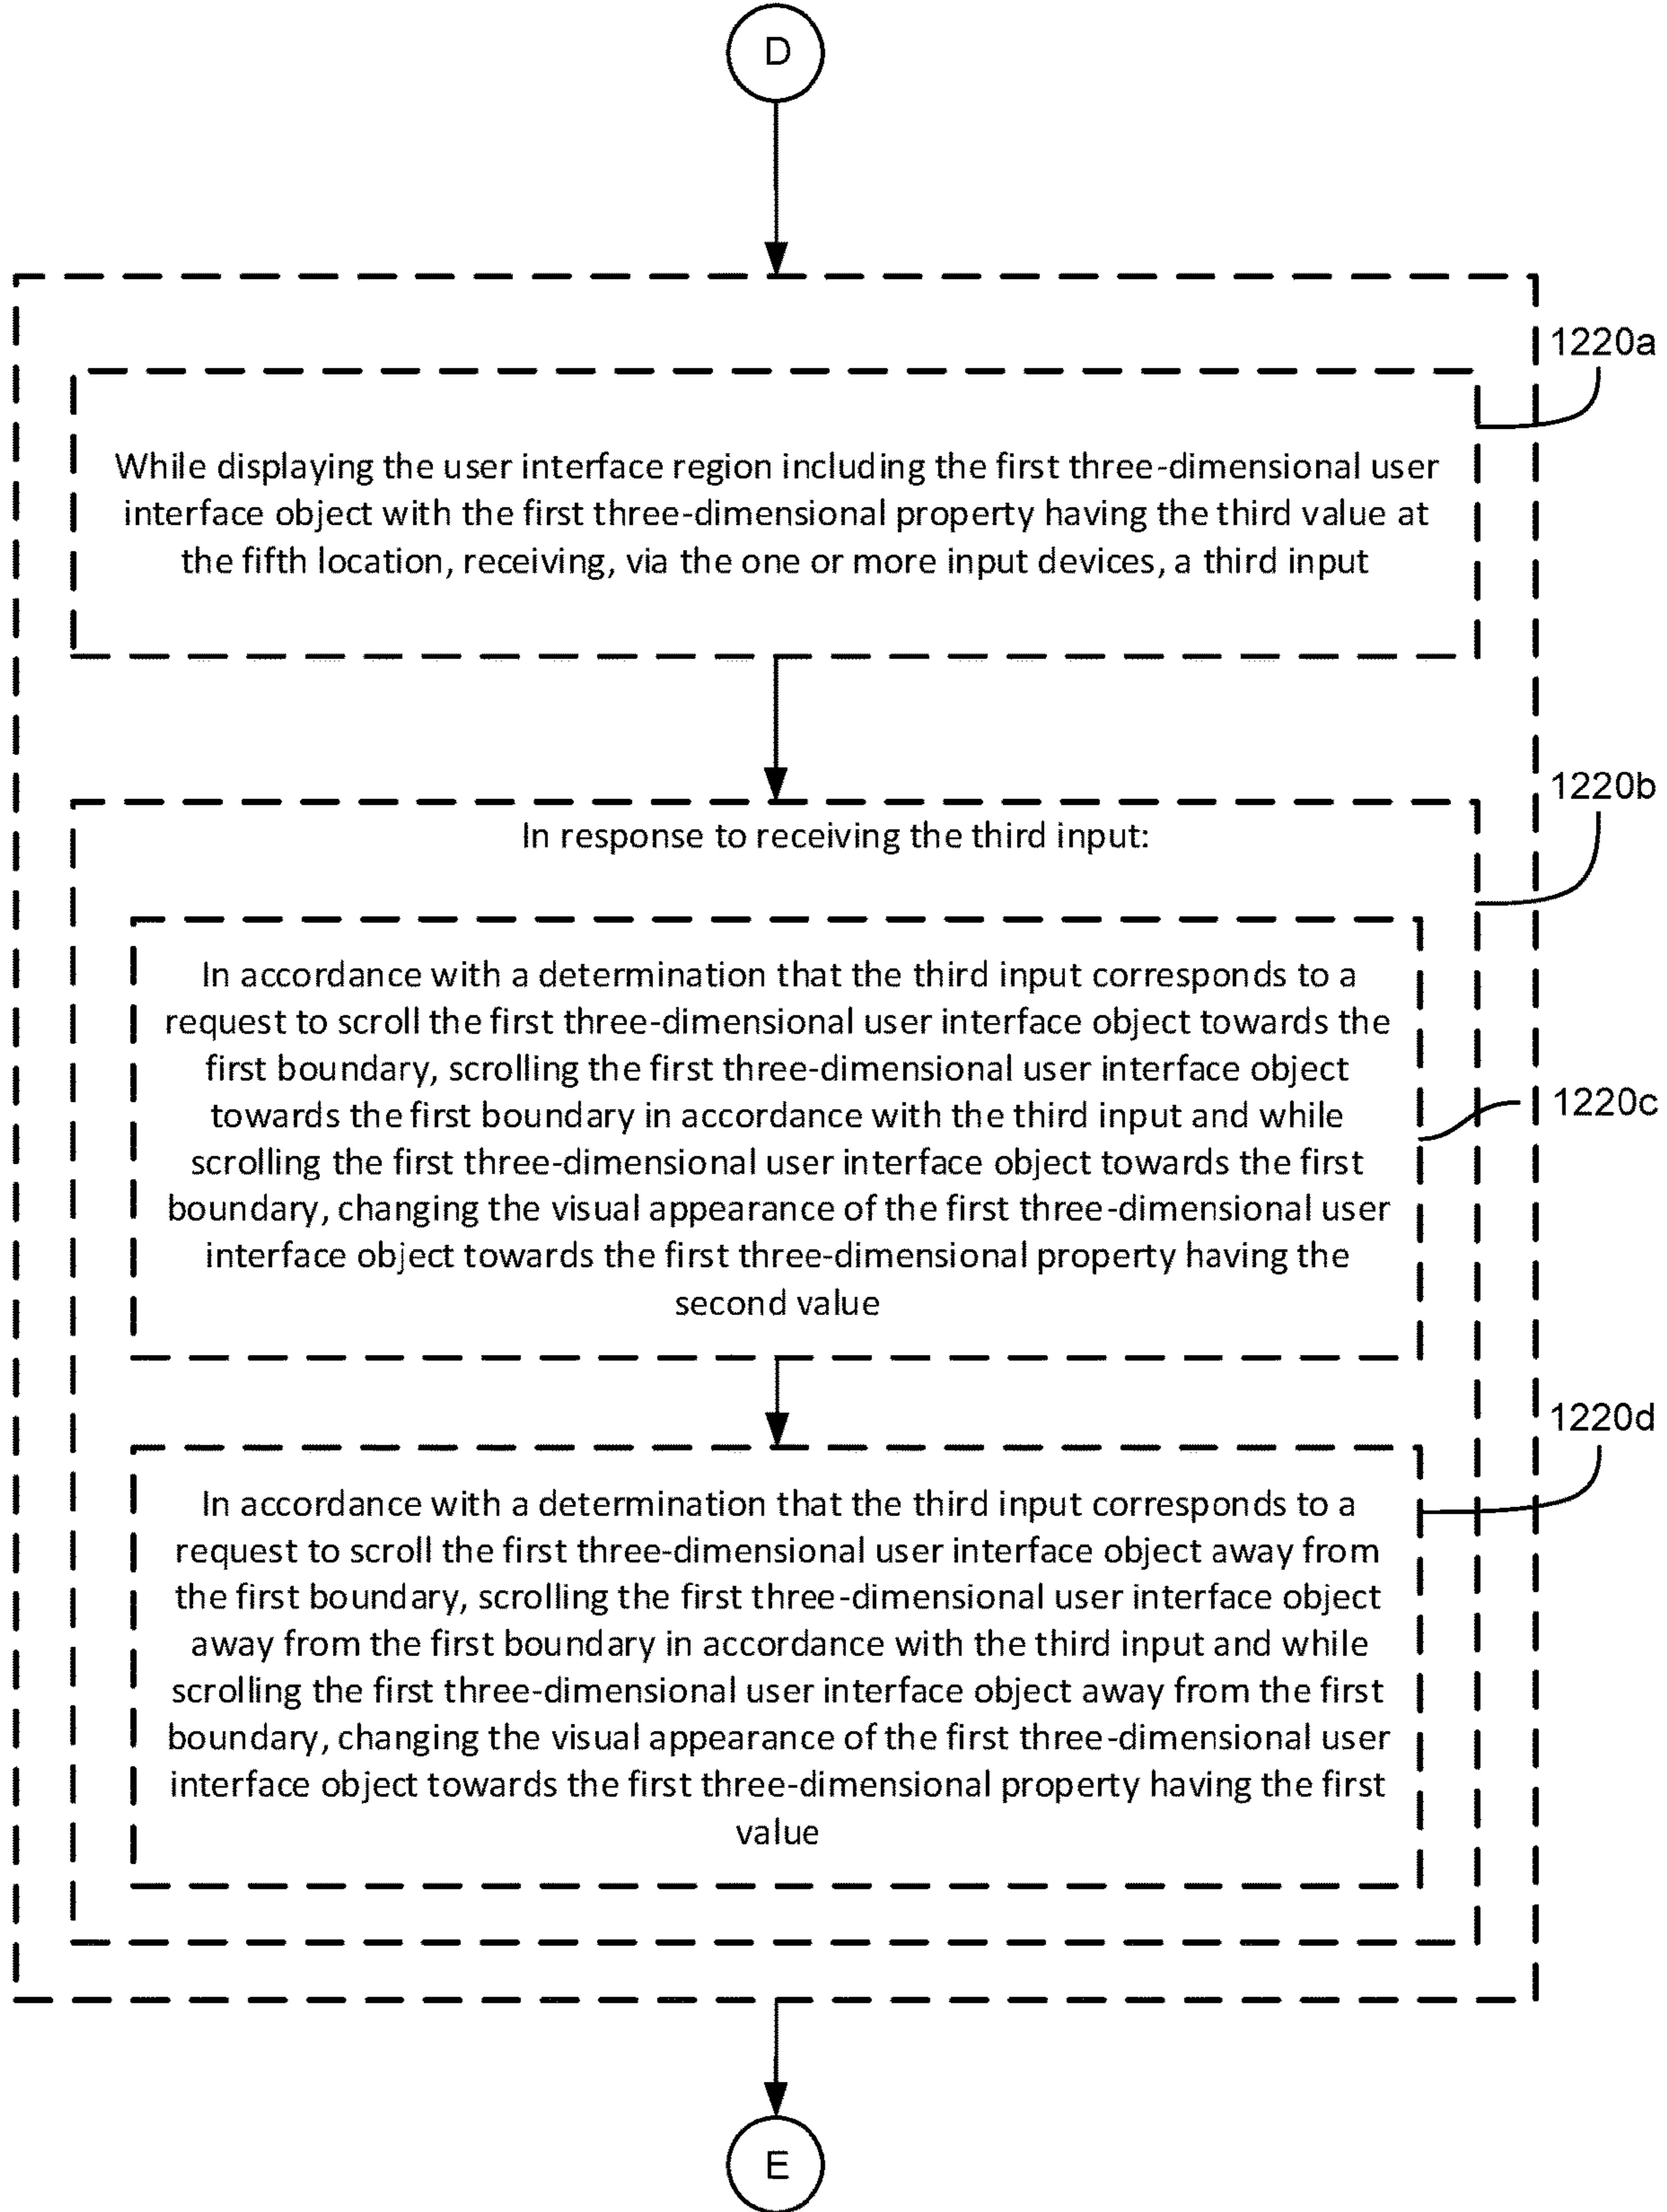 D
1220a
While displaying the user interface region including the first three-dimensional user
interface object with the first three-dimensional property having the third value at
the fifth location, receiving, via the one or more input devices, a third input
1220b
In response to receiving the third input:
In accordance with a determination that the third input corresponds to a
request to scroll the first three-dimensional user interface object towards the
first boundary, scrolling the first three-dimensional user interface object
towards the first boundary in accordance with the third input and while
scrolling the first three-dimensional user interface object towards the first
boundary, changing the visual appearance of the first three-dimensional user
interface object towards the first three-dimensional property having the
second value
1220c
1220d
In accordance with a determination that the third input corresponds to a
request to scroll the first three-dimensional user interface object away from
the first boundary, scrolling the first three-dimensional user interface object
away from the first boundary in accordance with the third input and while
scrolling the first three-dimensional user interface object away from the first
boundary, changing the visual appearance of the first three-dimensional user
interface object towards the first three-dimensional property having the first
value
E